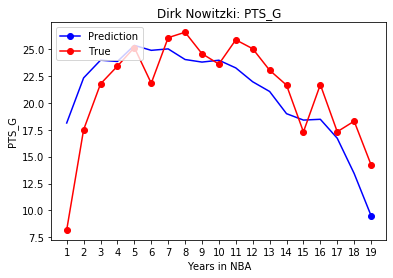 Dirk Nowitzki: PTS_G
Prediction
True
PTS_G
25.0
22.5
20.0
17.5
15.0
12.5
10.0
7.5
1 2 3 4 5 6 7 8 9 10 11 12 13 14 15 16 17 18 19
Years in NBA